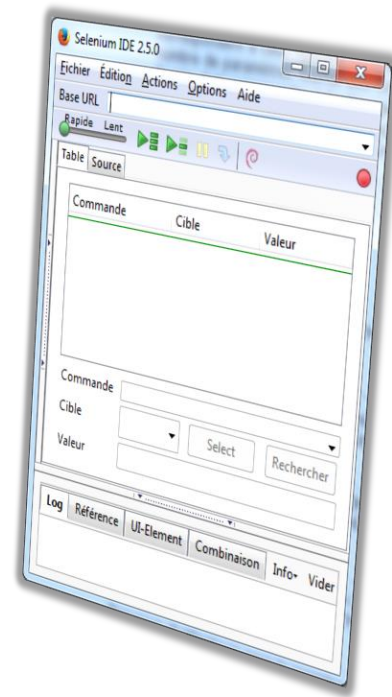 Selenium IDE 2.5.0
Fichier Édition Actions Options Aide
Base URL
Rapide Lent
Table Source
Commande Cible Valeur
Commande
Cible Select Rechercher
Valeur
Log Référence UI-Element Combinaison Info Vider